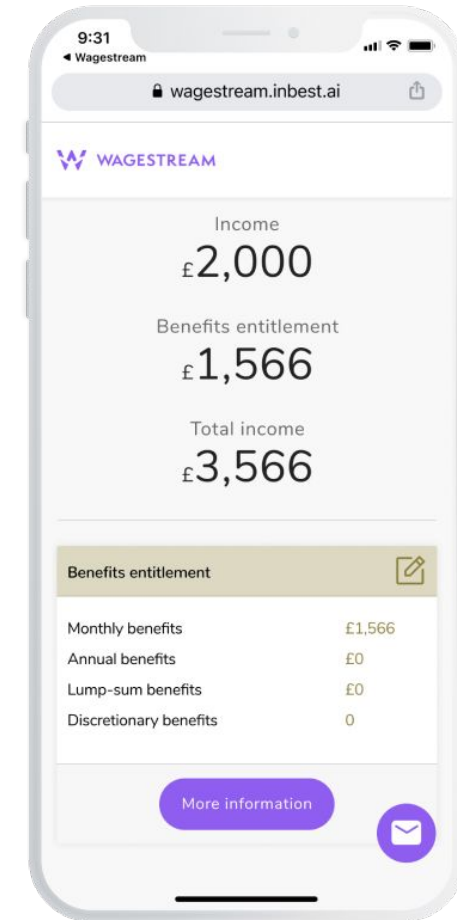 9:31
◀ Wagestream
wagestream.inbest.ai
WAGESTREAM
Income
£2,000
Benefits entitlement
£1,566
Total income
£3,566
Benefits entitlement
Monthly benefits £1,566
Annual benefits £0
Lump-sum benefits £0
Discretionary benefits 0
More information